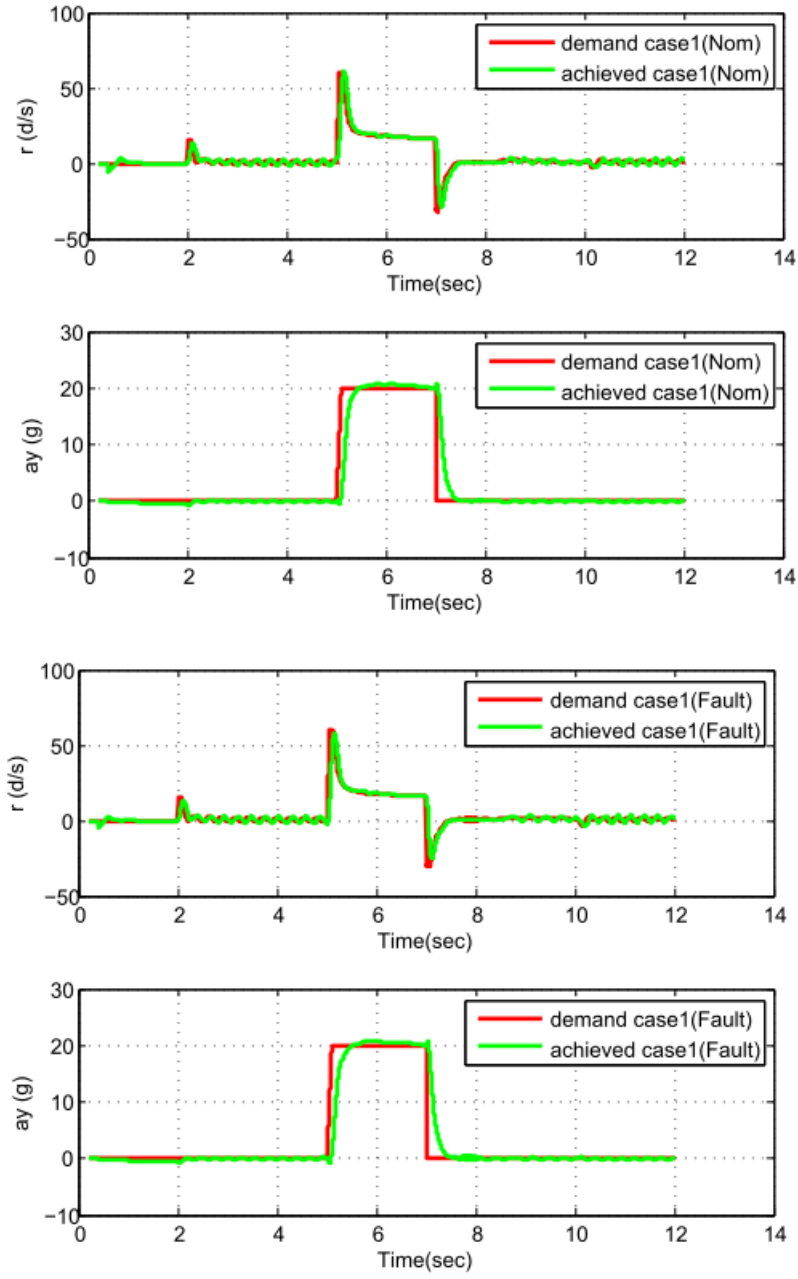 100
50
0
−50
r (d/s)
demand case1(Nom)
achieved case1(Nom)
0 2 4 6 8 10 12 14
Time(sec)
30
20
10
0
−10
ay (g)
demand case1(Nom)
achieved case1(Nom)
0 2 4 6 8 10 12 14
Time(sec)
100
50
0
−50
r (d/s)
demand case1(Fault)
achieved case1(Fault)
0 2 4 6 8 10 12 14
Time(sec)
30
20
10
0
−10
ay (g)
demand case1(Fault)
achieved case1(Fault)
0 2 4 6 8 10 12 14
Time(sec)